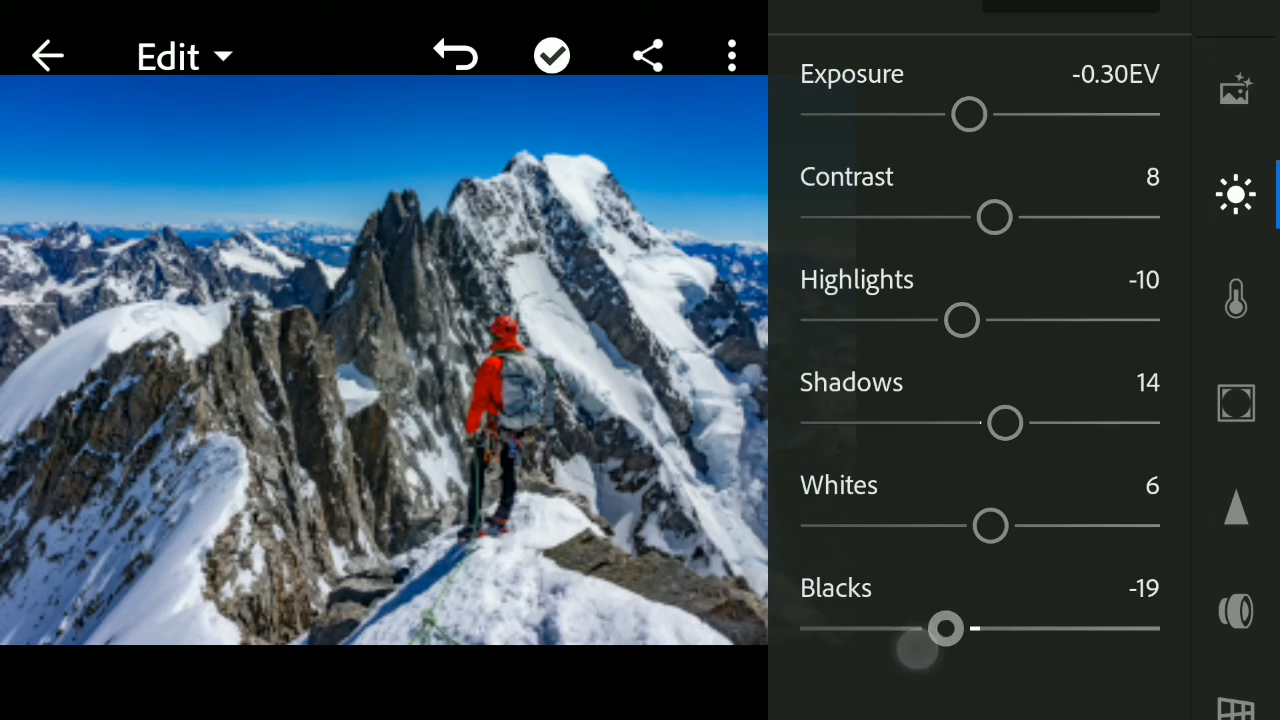 Edit
Exposure -0.30EV
Contrast 8
Highlights -10
Shadows 14
Whites 6
Blacks -19